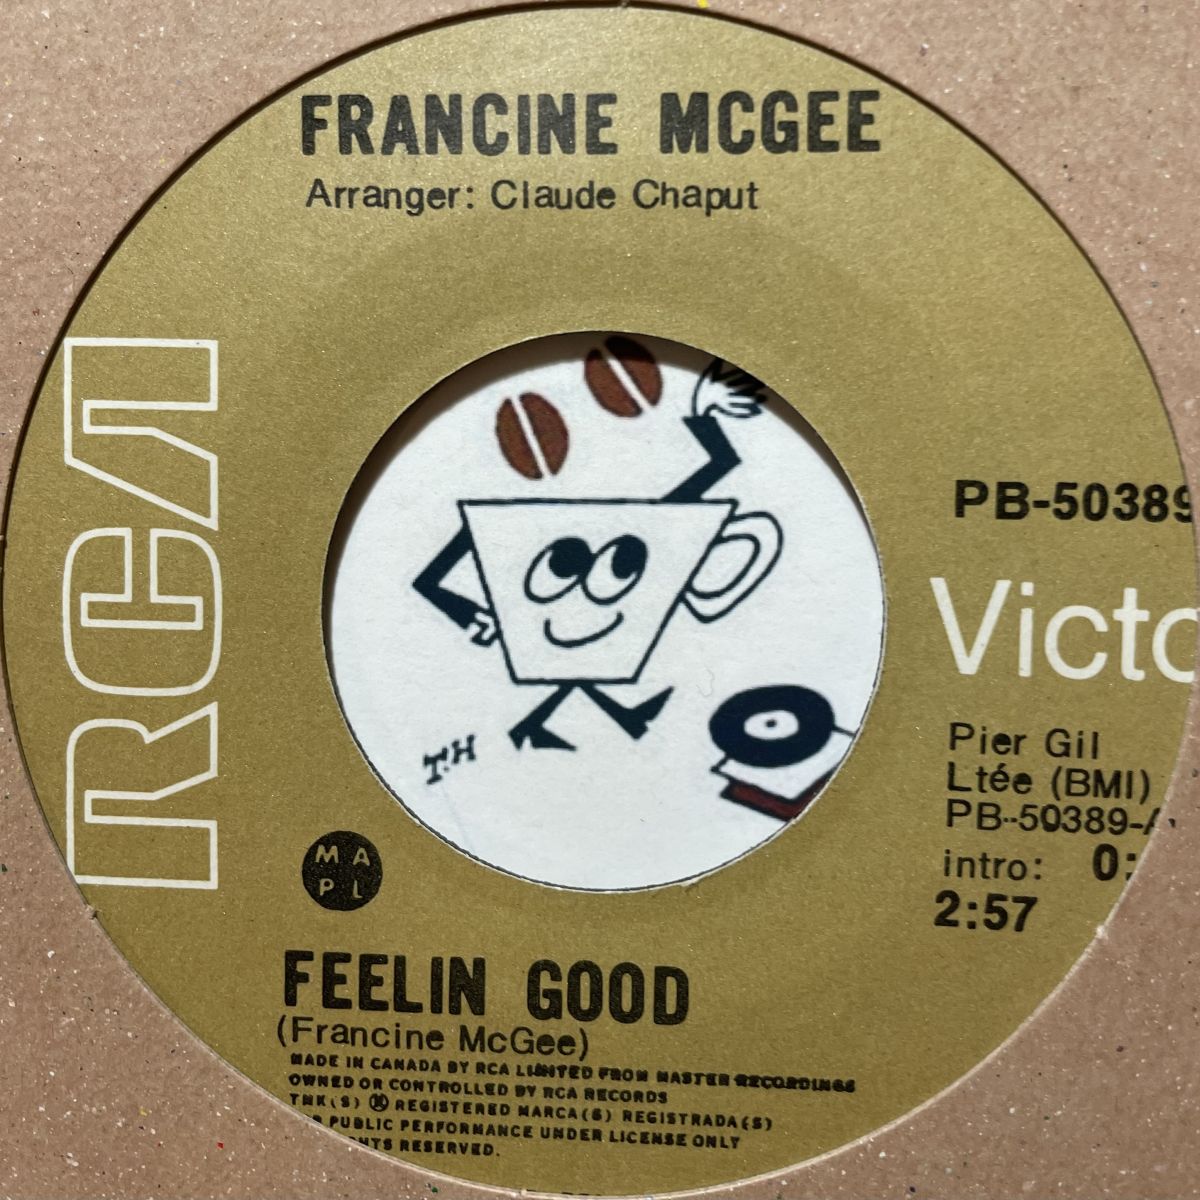 FRANCINE MCGEE
Arranger: Claude Chaput
RCA
PB-50389
Victo
Pier Gil
Ltée (BMI)
PB-50389-A
intro: 0:
2:57
T.H
M A
P L
FEELIN GOOD
(Francine McGee)
MADE IN CANADA BY RCA LIMITED FROM MASTER RECORDINGS
OWNED OR CONTROLLED BY RCA RECORDS
TMK(S) ® REGISTERED MARCA(S) REGISTRADA(S)
PUBLIC PERFORMANCE UNDER LICENSE ONLY
RESERVED.